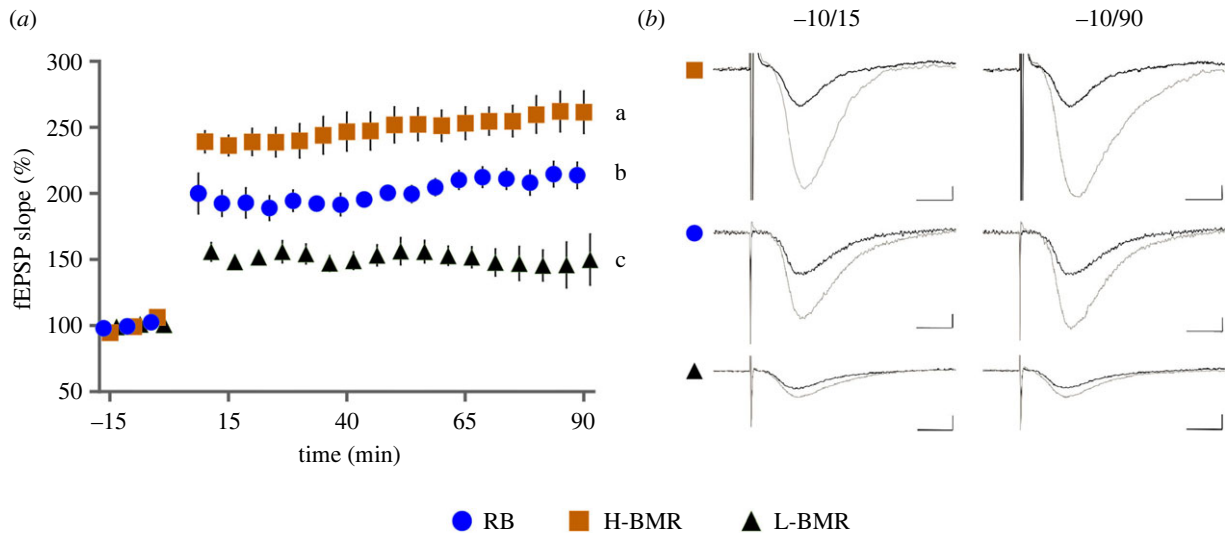 (a)
(b)
–10/15
–10/90
300
250
200
150
100
50
fEPSP slope (%)
a
b
c
–15
15
40
65
90
time (min)
RB
H-BMR
L-BMR